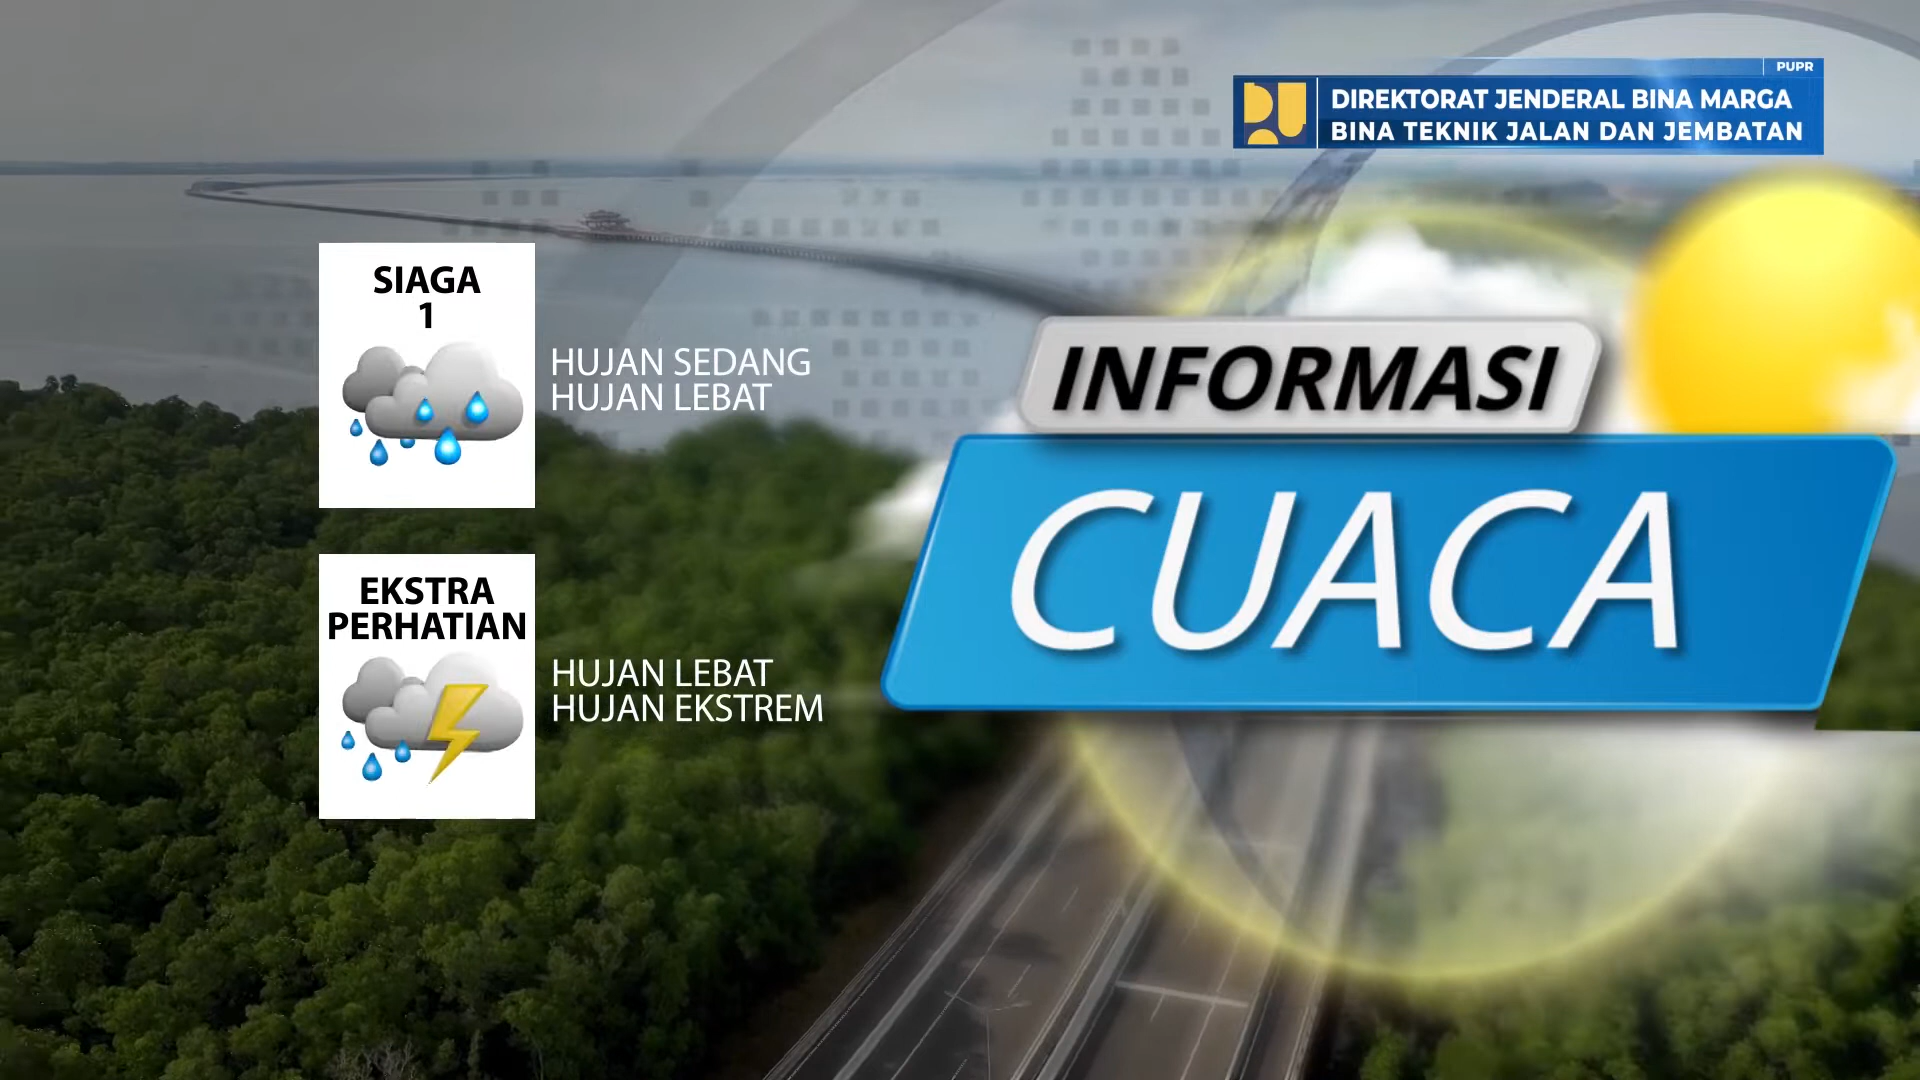 PUPR
DIREKTORAT JENDERAL BINA MARGA
BINA TEKNIK JALAN DAN JEMBATAN
SIAGA
1
HUJAN SEDANG
HUJAN LEBAT
EKSTRA
PERHATIAN
HUJAN LEBAT
HUJAN EKSTREM
INFORMASI
CUACA